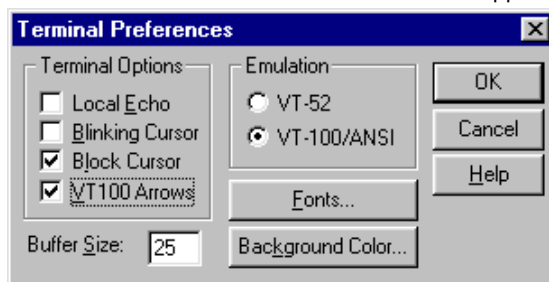 Terminal Preferences
Terminal Options
Local Echo
Blinking Cursor
Block Cursor
VT100 Arrows
Buffer Size: 25
Emulation
VT-52
VT-100/ANSI
Fonts...
Background Color...
OK
Cancel
Help